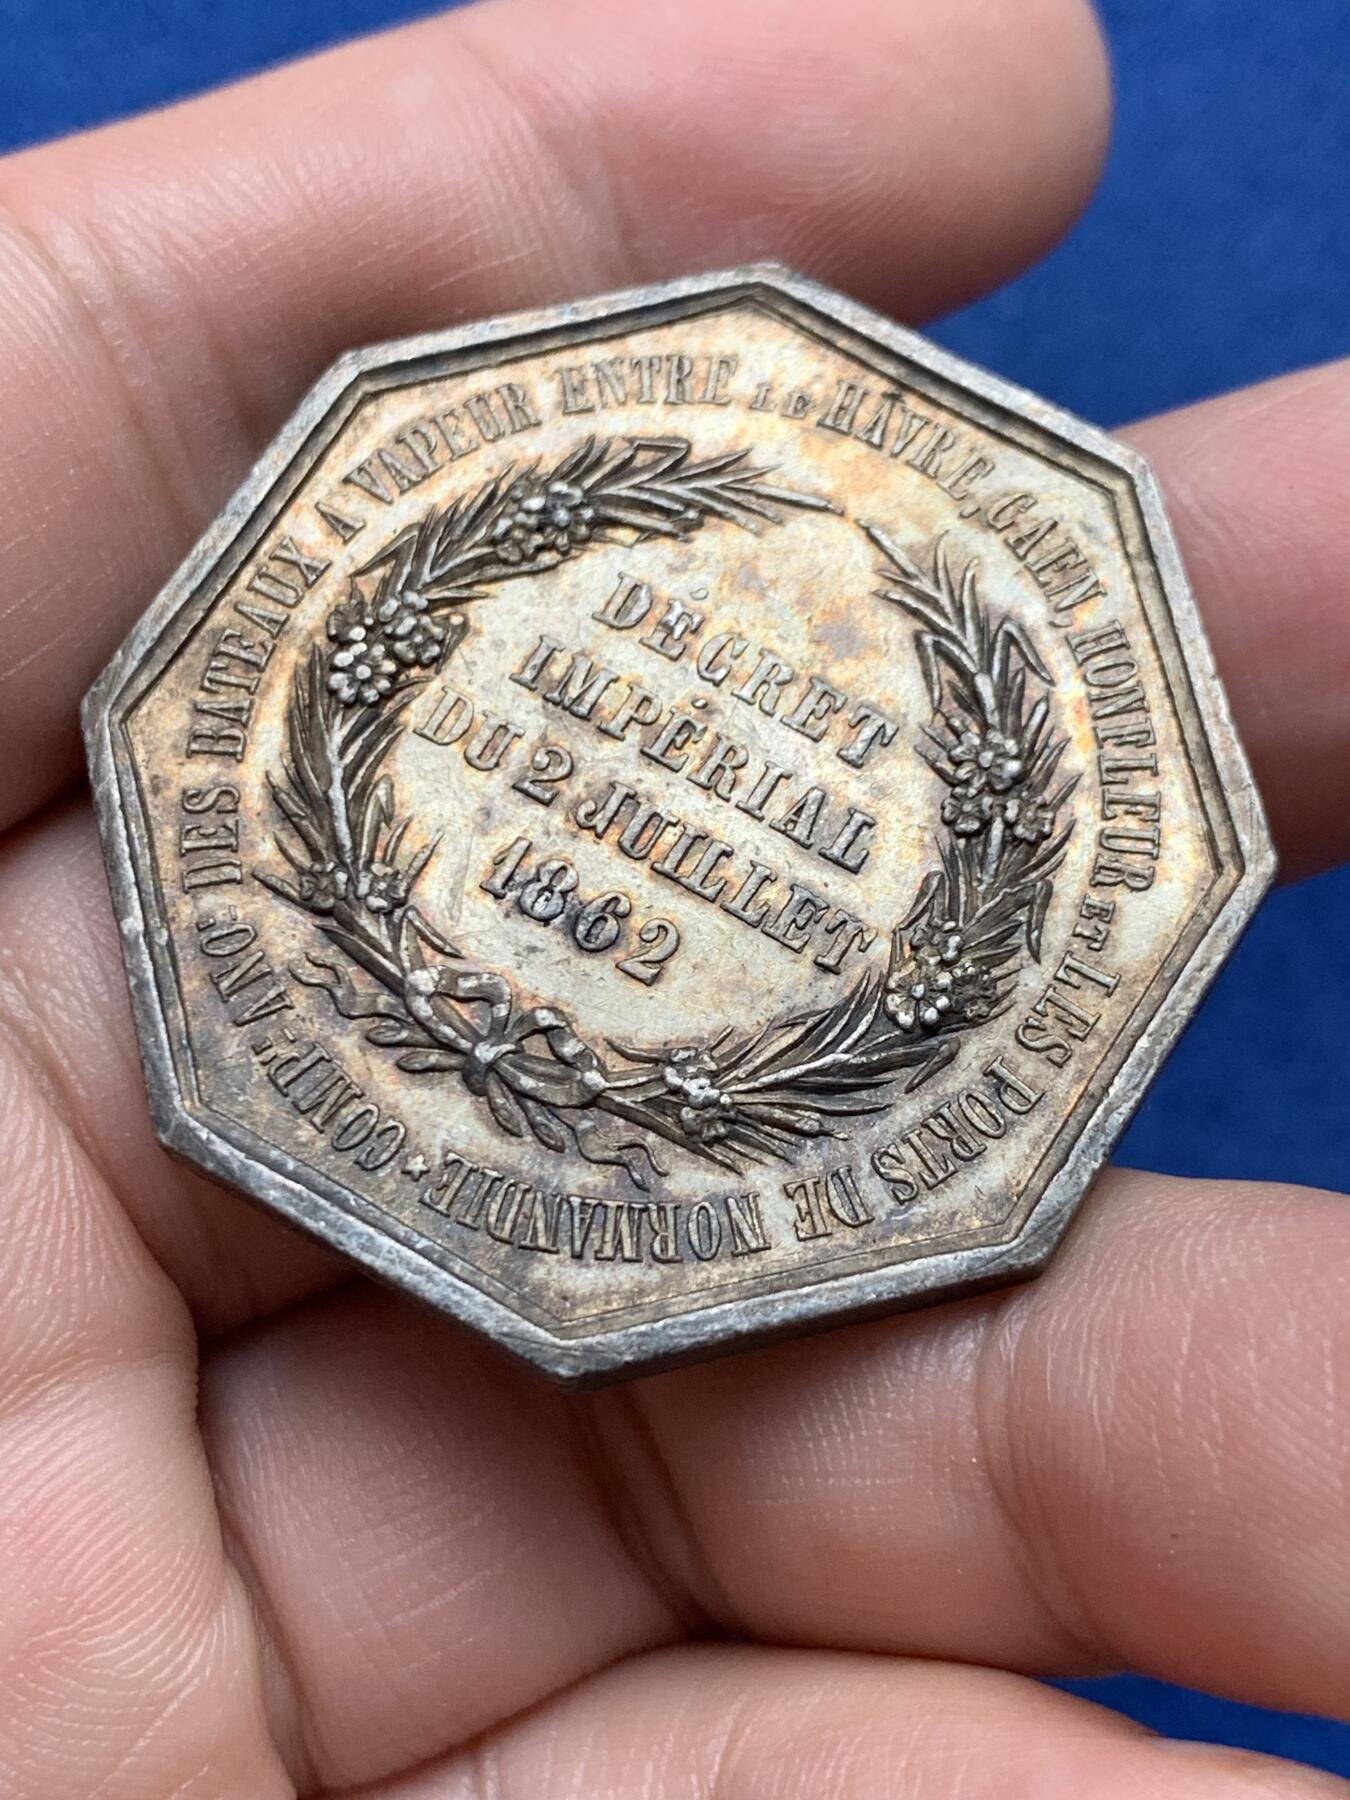 COMP.ie ANO.e DES BATEAUX A VAPEUR ENTRE LE HÂVRE, CAEN, HONFLEUR ET LES PORTS DE NORMANDIE ★
DÉCRET
IMPÉRIAL
DU 2 JUILLET
1862